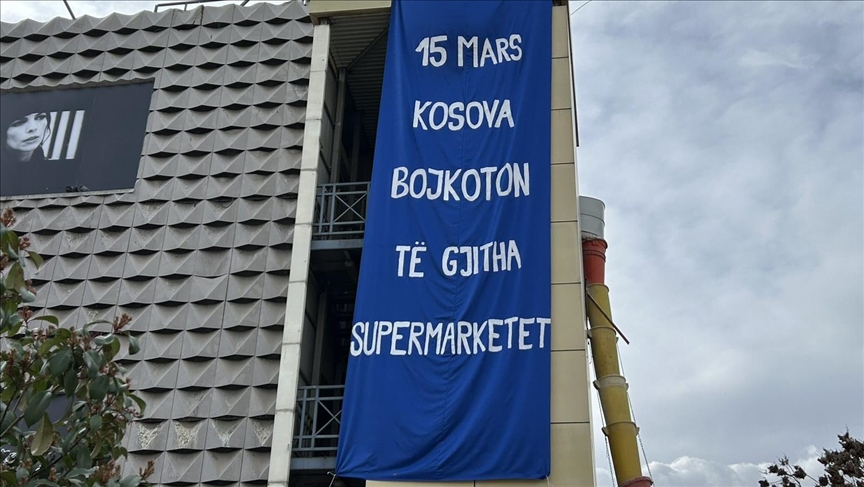 15 MARS
KOSOVA
BOJKOTON
TË GJITHA
SUPERMARKETET